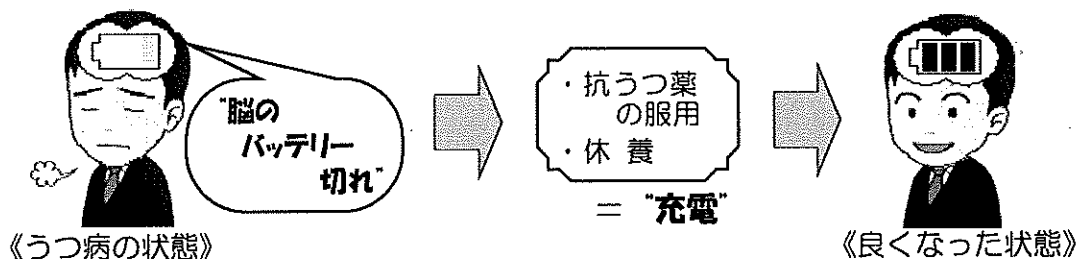 "脳の
バッテリー
切れ"
《うつ病の状態》
・抗うつ薬
の服用
・休 養
= "充電"
《良くなった状態》